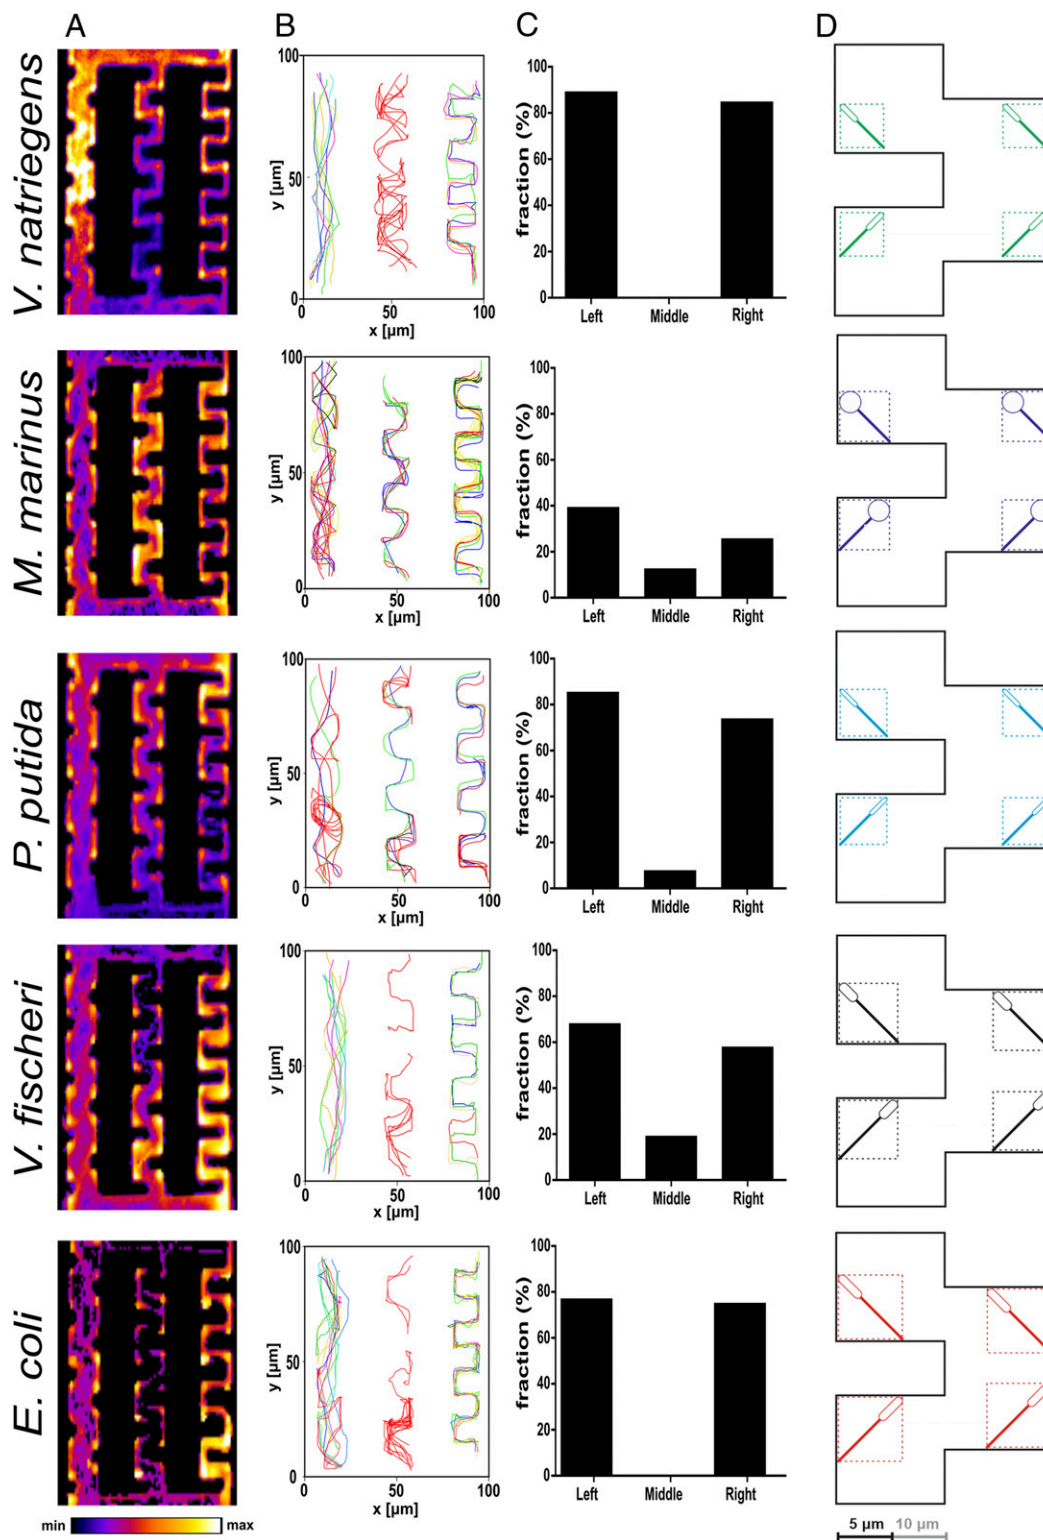 A B C D
V. natriegens
100
50
0
y [µm]
0 50 100
x [µm]
100
80
60
40
20
0
fraction (%)
Left Middle Right
M. marinus
100
50
0
y [µm]
0 50 100
x [µm]
100
80
60
40
20
0
fraction (%)
Left Middle Right
P. putida
100
50
0
y [µm]
0 50 100
x [µm]
100
80
60
40
20
0
fraction (%)
Left Middle Right
V. fischeri
100
50
0
y [µm]
0 50 100
x [µm]
100
80
60
40
20
0
fraction (%)
Left Middle Right
E. coli
100
50
0
y [µm]
0 50 100
x [µm]
100
80
60
40
20
0
fraction (%)
Left Middle Right
min max
5 µm 10 µm